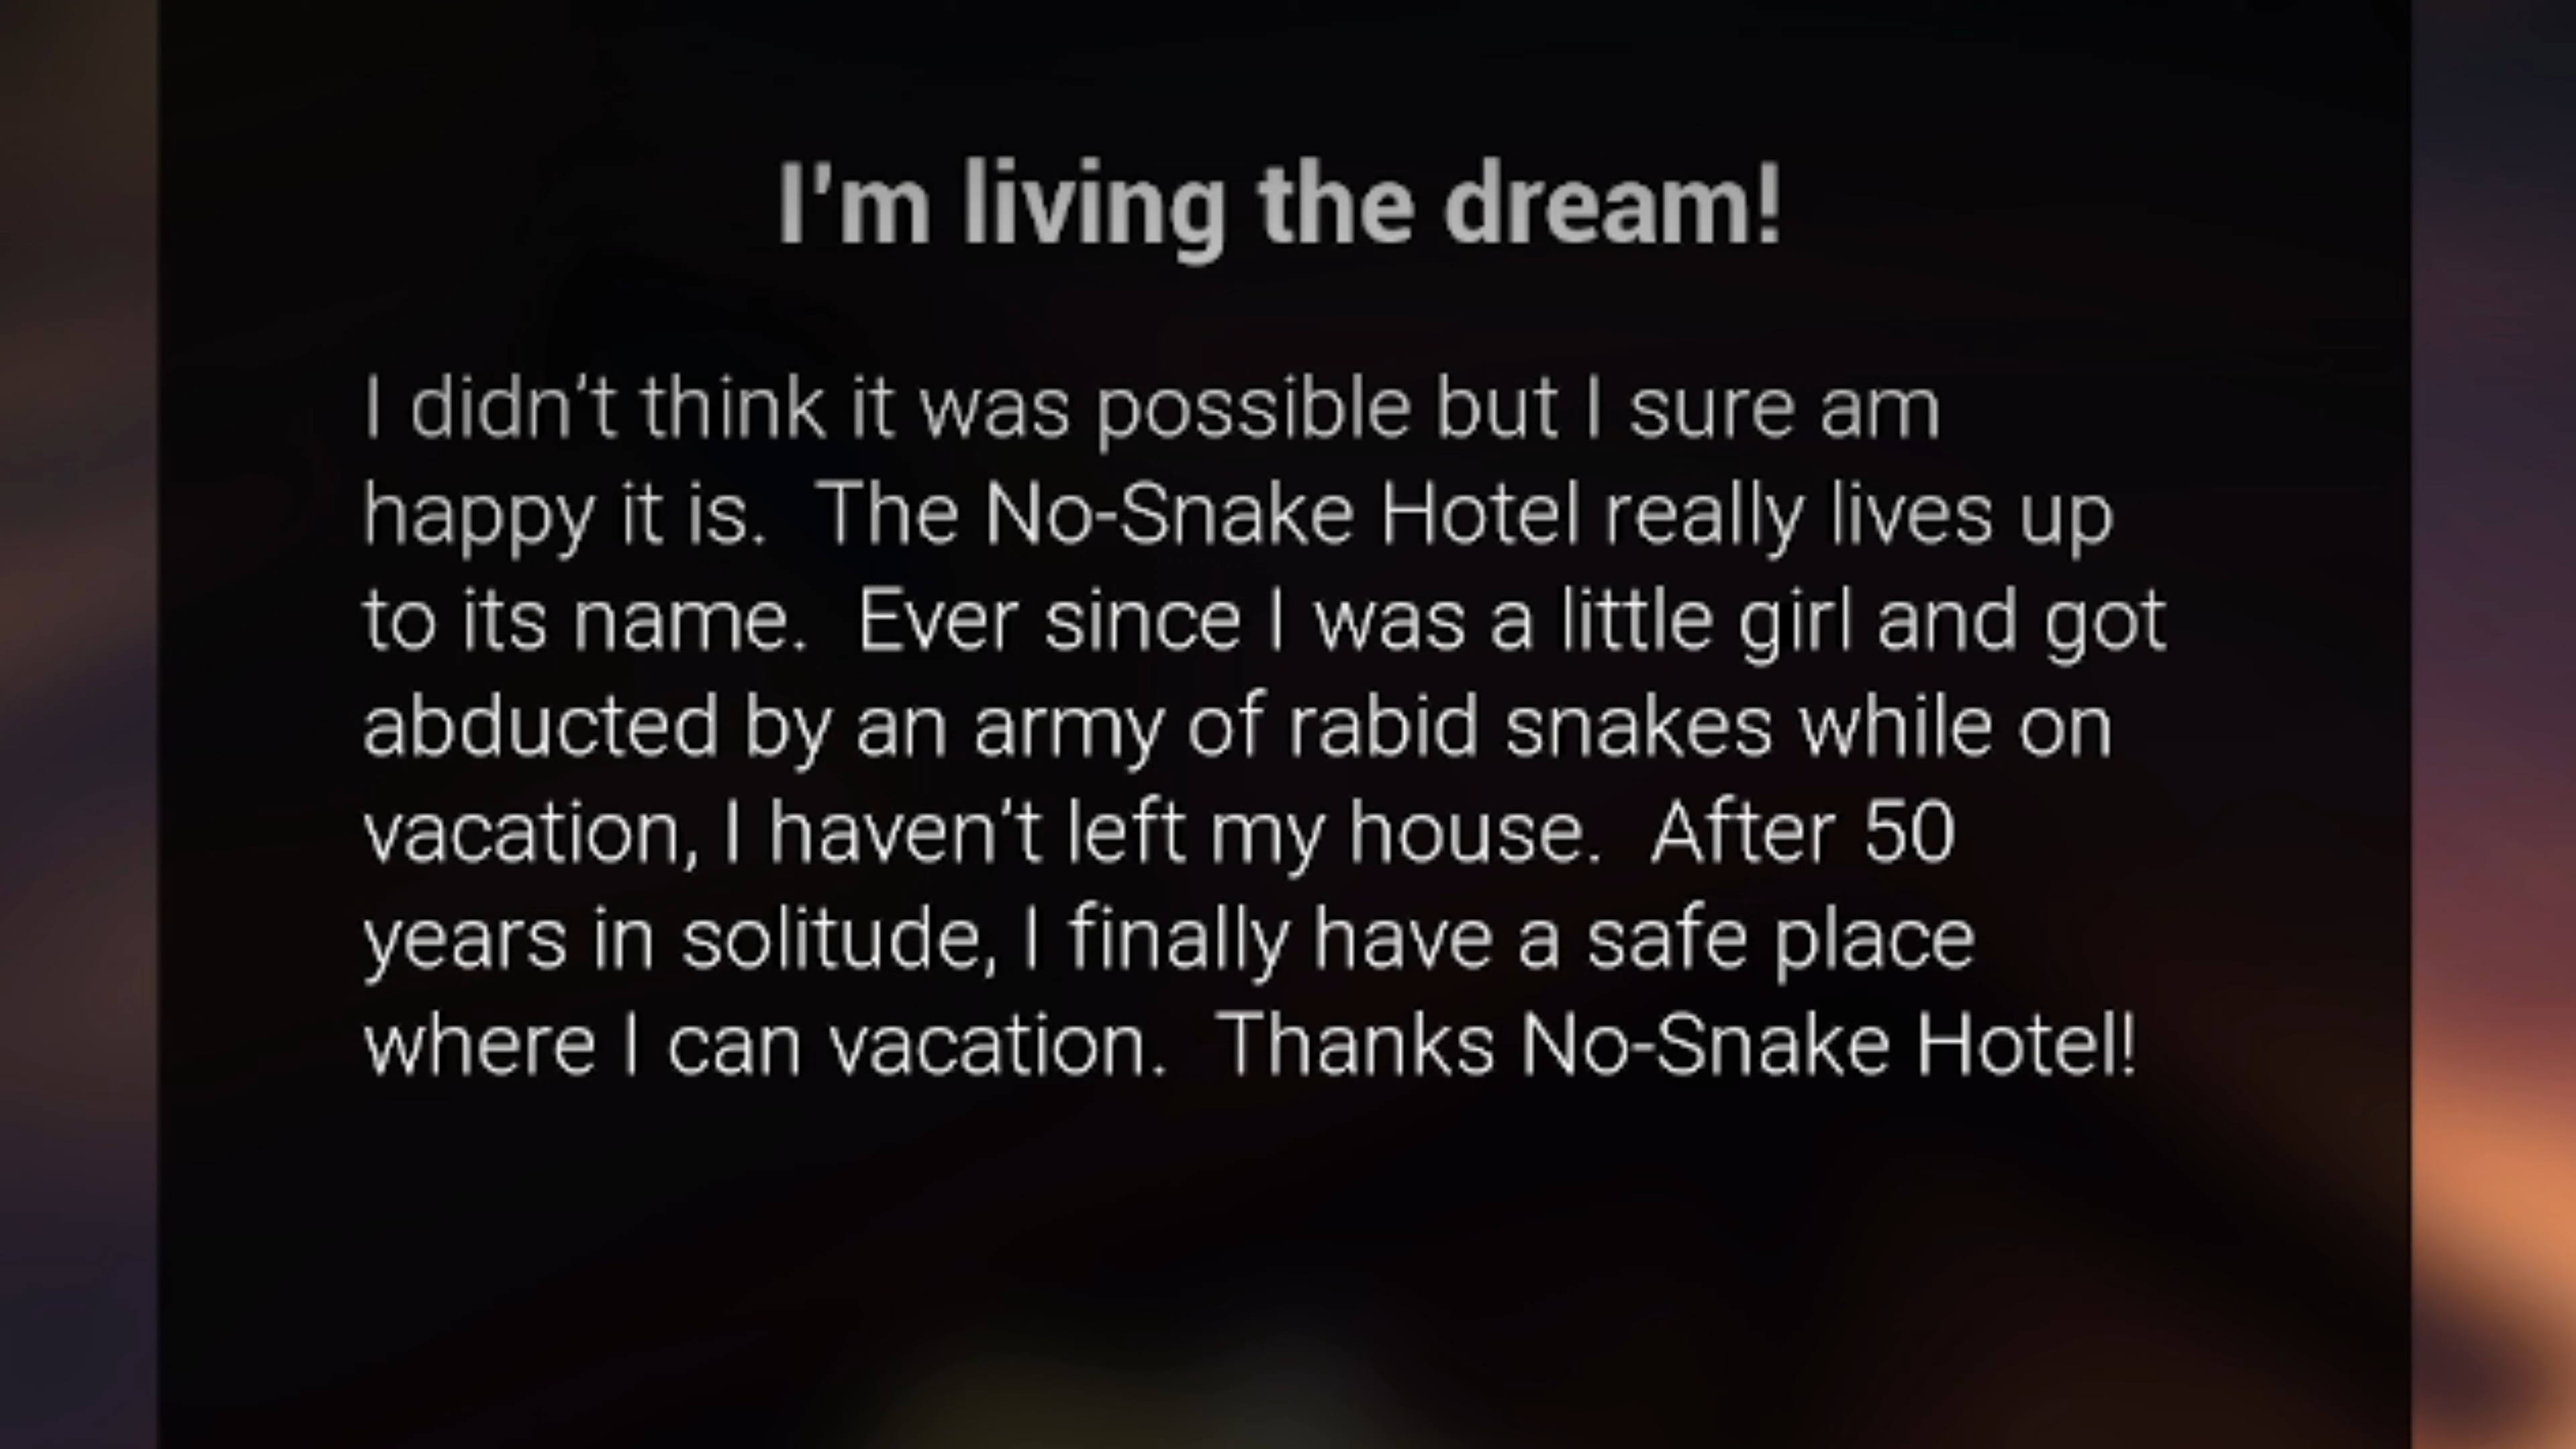 I'm living the dream!
I didn't think it was possible but I sure am
happy it is.  The No-Snake Hotel really lives up
to its name.  Ever since I was a little girl and got
abducted by an army of rabid snakes while on
vacation, I haven't left my house.  After 50
years in solitude, I finally have a safe place
where I can vacation.  Thanks No-Snake Hotel!